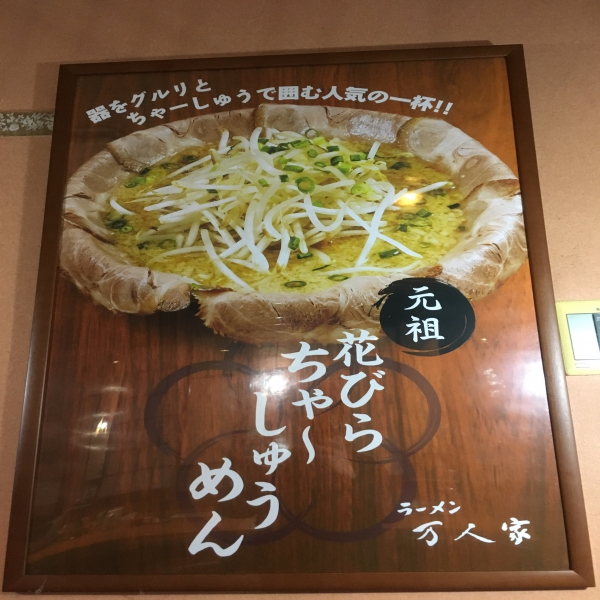 器をグルリと
ちゃーしゅうで囲む人気の一杯!!
元祖
花びら
ちゃ〜
しゅう
めん
ラーメン
万人家